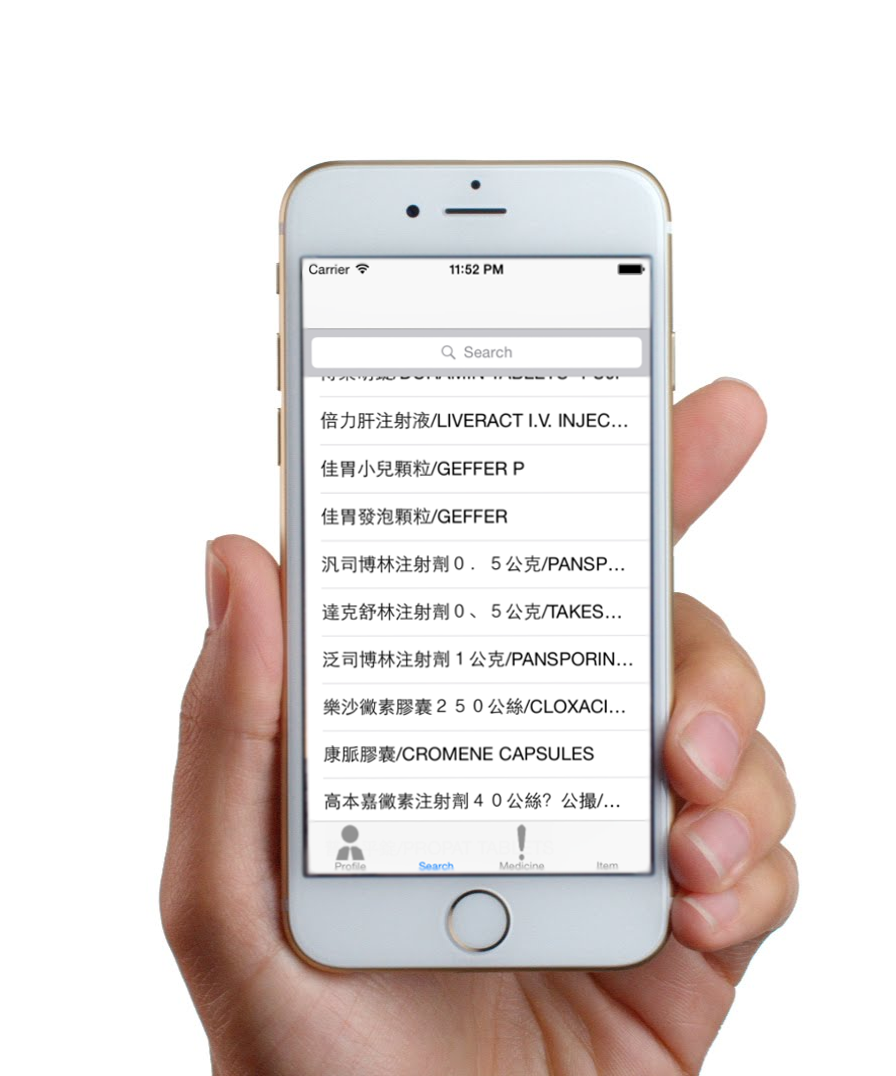 Carrier
11:52 PM
Search
倍力肝注射液/LIVERACT I.V. INJEC...
佳胃小兒顆粒/GEFFER P
佳胃發泡顆粒/GEFFER
汎司博林注射劑０．５公克/PANSP...
達克舒林注射劑０、５公克/TAKES...
泛司博林注射劑１公克/PANSPORIN...
樂沙黴素膠囊２５０公絲/CLOXACI...
康脈膠囊/CROMENE CAPSULES
高本嘉黴素注射劑４０公絲? 公撮/...
Profile
Search
Medicine
Item